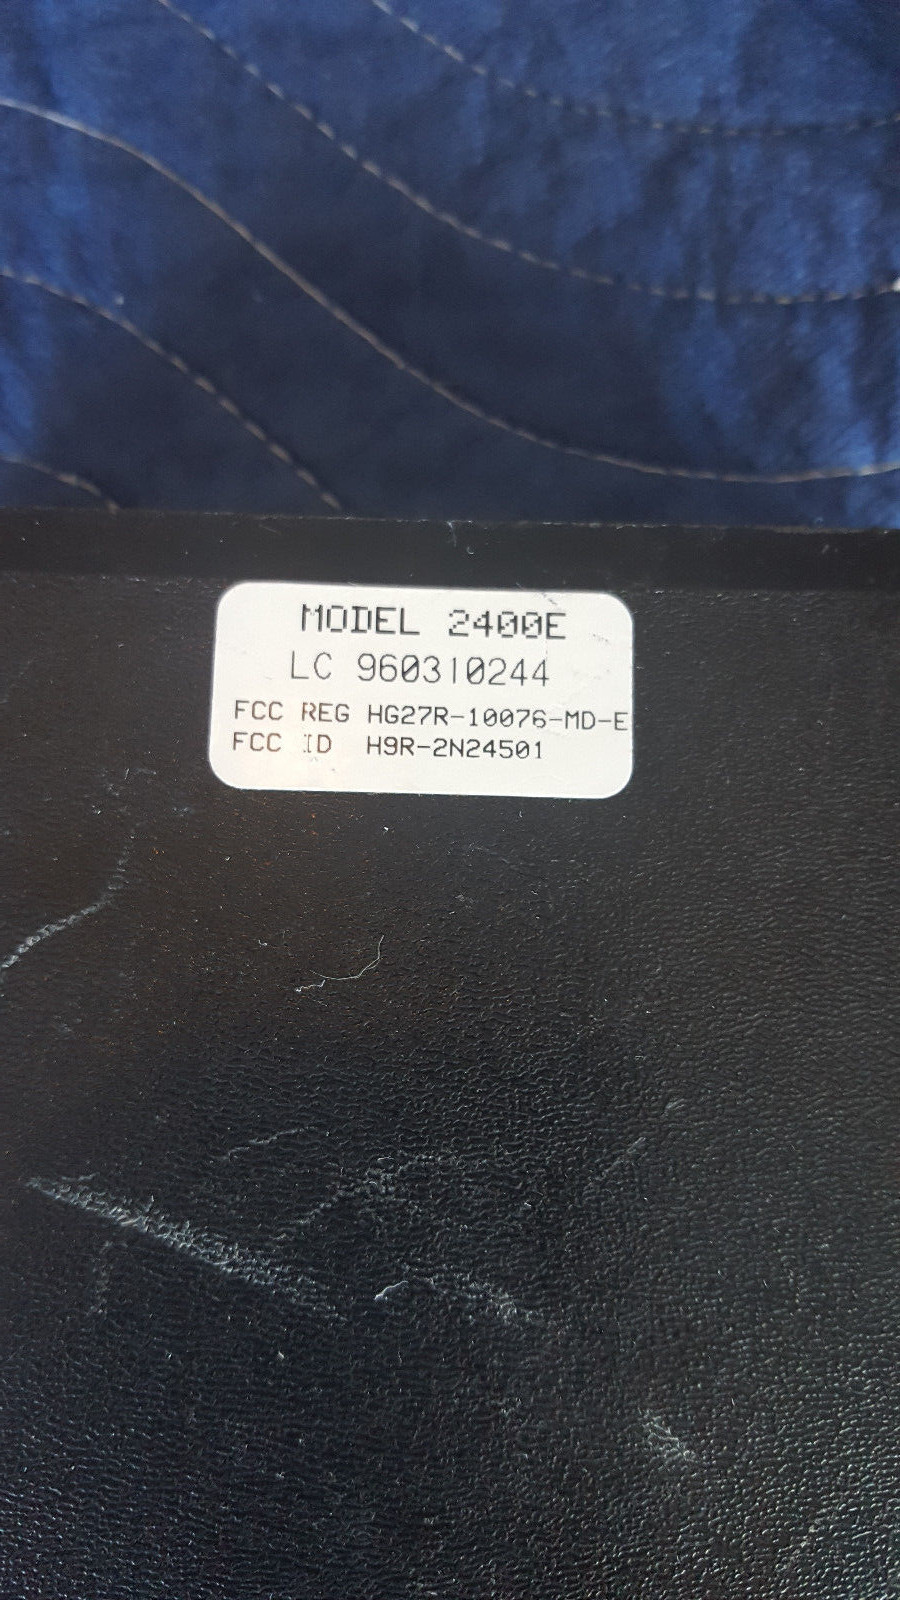 MODEL 2400E
LC 960310244
FCC REG HG27R-10076-MD-E
FCC ID H9R-2N24501